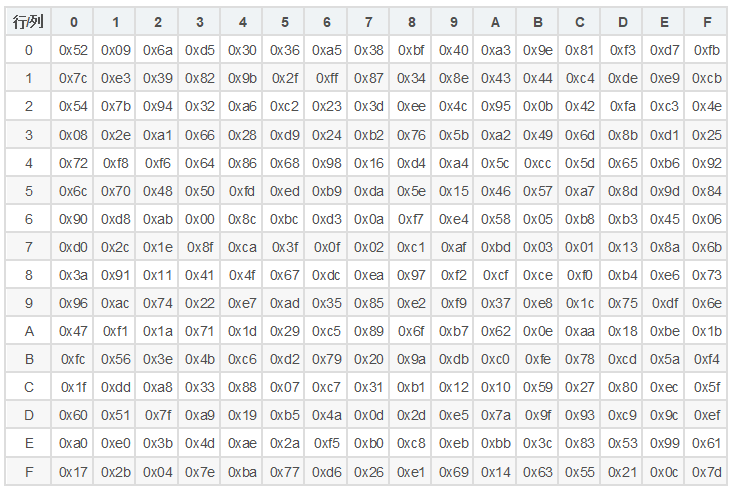 行/列 0 1 2 3 4 5 6 7 8 9 A B C D E F
0 0x52 0x09 0x6a 0xd5 0x30 0x36 0xa5 0x38 0xbf 0x40 0xa3 0x9e 0x81 0xf3 0xd7 0xfb
1 0x7c 0xe3 0x39 0x82 0x9b 0x2f 0xff 0x87 0x34 0x8e 0x43 0x44 0xc4 0xde 0xe9 0xcb
2 0x54 0x7b 0x94 0x32 0xa6 0xc2 0x23 0x3d 0xee 0x4c 0x95 0x0b 0x42 0xfa 0xc3 0x4e
3 0x08 0x2e 0xa1 0x66 0x28 0xd9 0x24 0xb2 0x76 0x5b 0xa2 0x49 0x6d 0x8b 0xd1 0x25
4 0x72 0xf8 0xf6 0x64 0x86 0x68 0x98 0x16 0xd4 0xa4 0x5c 0xcc 0x5d 0x65 0xb6 0x92
5 0x6c 0x70 0x48 0x50 0xfd 0xed 0xb9 0xda 0x5e 0x15 0x46 0x57 0xa7 0x8d 0x9d 0x84
6 0x90 0xd8 0xab 0x00 0x8c 0xbc 0xd3 0x0a 0xf7 0xe4 0x58 0x05 0xb8 0xb3 0x45 0x06
7 0xd0 0x2c 0x1e 0x8f 0xca 0x3f 0x0f 0x02 0xc1 0xaf 0xbd 0x03 0x01 0x13 0x8a 0x6b
8 0x3a 0x91 0x11 0x41 0x4f 0x67 0xdc 0xea 0x97 0xf2 0xcf 0xce 0xf0 0xb4 0xe6 0x73
9 0x96 0xac 0x74 0x22 0xe7 0xad 0x35 0x85 0xe2 0xf9 0x37 0xe8 0x1c 0x75 0xdf 0x6e
A 0x47 0xf1 0x1a 0x71 0x1d 0x29 0xc5 0x89 0x6f 0xb7 0x62 0x0e 0xaa 0x18 0xbe 0x1b
B 0xfc 0x56 0x3e 0x4b 0xc6 0xd2 0x79 0x20 0x9a 0xdb 0xc0 0xfe 0x78 0xcd 0x5a 0xf4
C 0x1f 0xdd 0xa8 0x33 0x88 0x07 0xc7 0x31 0xb1 0x12 0x10 0x59 0x27 0x80 0xec 0x5f
D 0x60 0x51 0x7f 0xa9 0x19 0xb5 0x4a 0x0d 0x2d 0xe5 0x7a 0x9f 0x93 0xc9 0x9c 0xef
E 0xa0 0xe0 0x3b 0x4d 0xae 0x2a 0xf5 0xb0 0xc8 0xeb 0xbb 0x3c 0x83 0x53 0x99 0x61
F 0x17 0x2b 0x04 0x7e 0xba 0x77 0xd6 0x26 0xe1 0x69 0x14 0x63 0x55 0x21 0x0c 0x7d